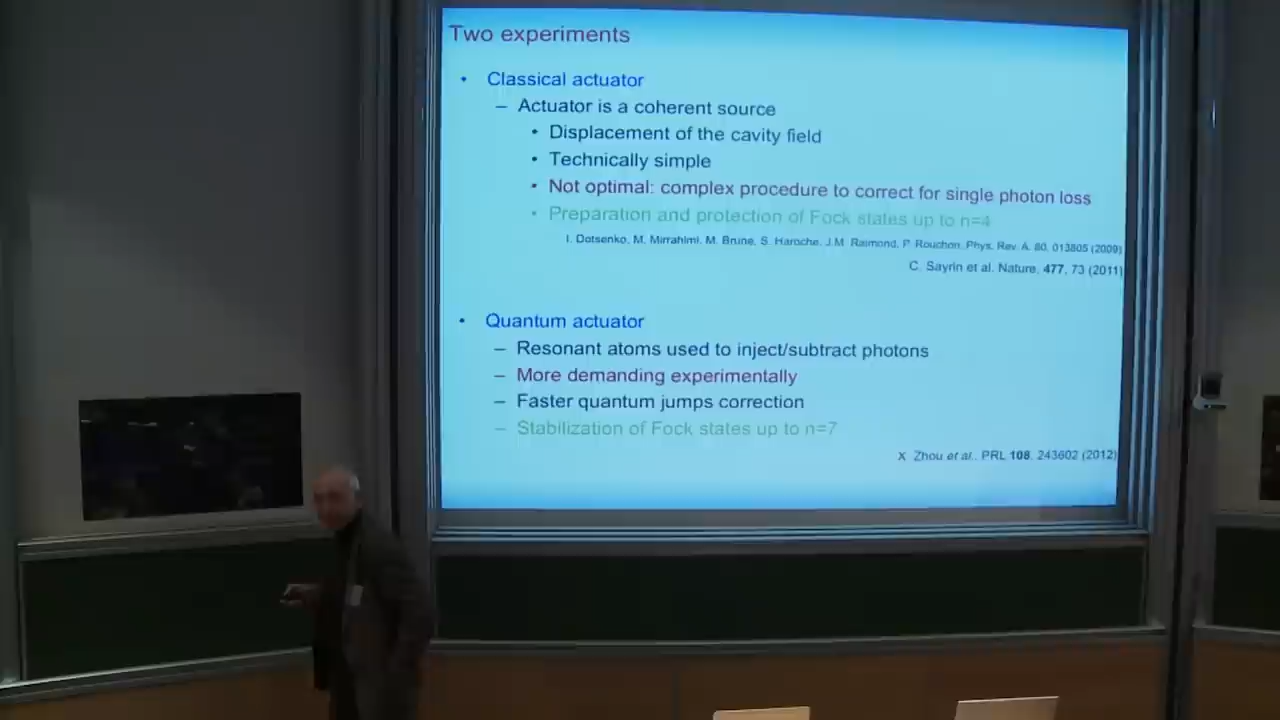 Two experiments
• Classical actuator
– Actuator is a coherent source
• Displacement of the cavity field
• Technically simple
• Not optimal: complex procedure to correct for single photon loss
• Preparation and protection of Fock states up to n=4
I. Dotsenko, M. Mirrahimi, M. Brune, S. Haroche, J.M. Raimond, P. Rouchon, Phys. Rev. A. 80, 013805 (2009)
C. Sayrin et al. Nature, 477, 73 (2011)
• Quantum actuator
– Resonant atoms used to inject/subtract photons
– More demanding experimentally
– Faster quantum jumps correction
– Stabilization of Fock states up to n=7
X. Zhou et al., PRL 108, 243602 (2012)